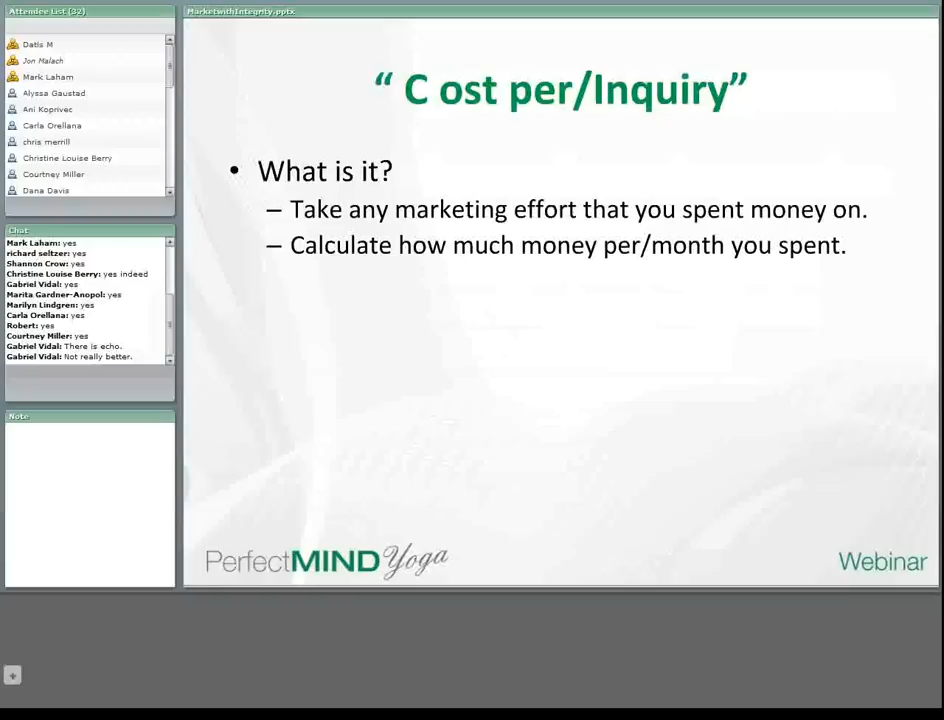 Attendee List (32)
Datis M
Jon Malach
Mark Laham
Alyssa Gaustad
Ani Koprivec
Carla Orellana
chris merrill
Christine Louise Berry
Courtney Miller
Dana Davis
Chat
Mark Laham: yes
richard seltzer: yes
Shannon Crow: yes
Christine Louise Berry: yes indeed
Gabriel Vidal: yes
Marita Gardner-Anopol: yes
Marilyn Lindgren: yes
Carla Orellana: yes
Robert: yes
Courtney Miller: yes
Gabriel Vidal: There is echo.
Gabriel Vidal: Not really better.
Note
MarketwithIntegrity.pptx
“ C ost per/Inquiry”
• What is it?
– Take any marketing effort that you spent money on.
– Calculate how much money per/month you spent.
PerfectMIND Yoga
Webinar